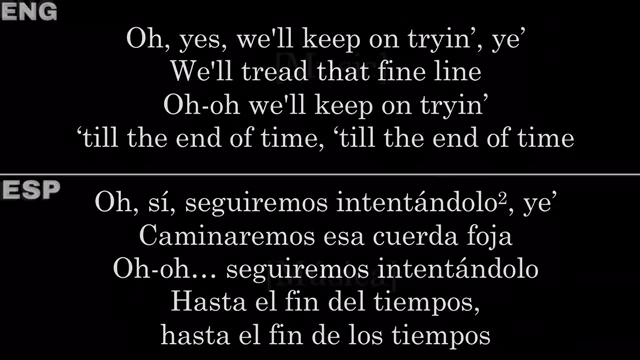 ENG
Oh, yes, we'll keep on tryin’, ye’
We'll tread that fine line
Oh-oh we'll keep on tryin’
‘till the end of time, ‘till the end of time
ESP
Oh, sí, seguiremos intentándolo², ye’
Caminaremos esa cuerda foja
Oh-oh… seguiremos intentándolo
[Música]
Hasta el fin del tiempos,
hasta el fin de los tiempos